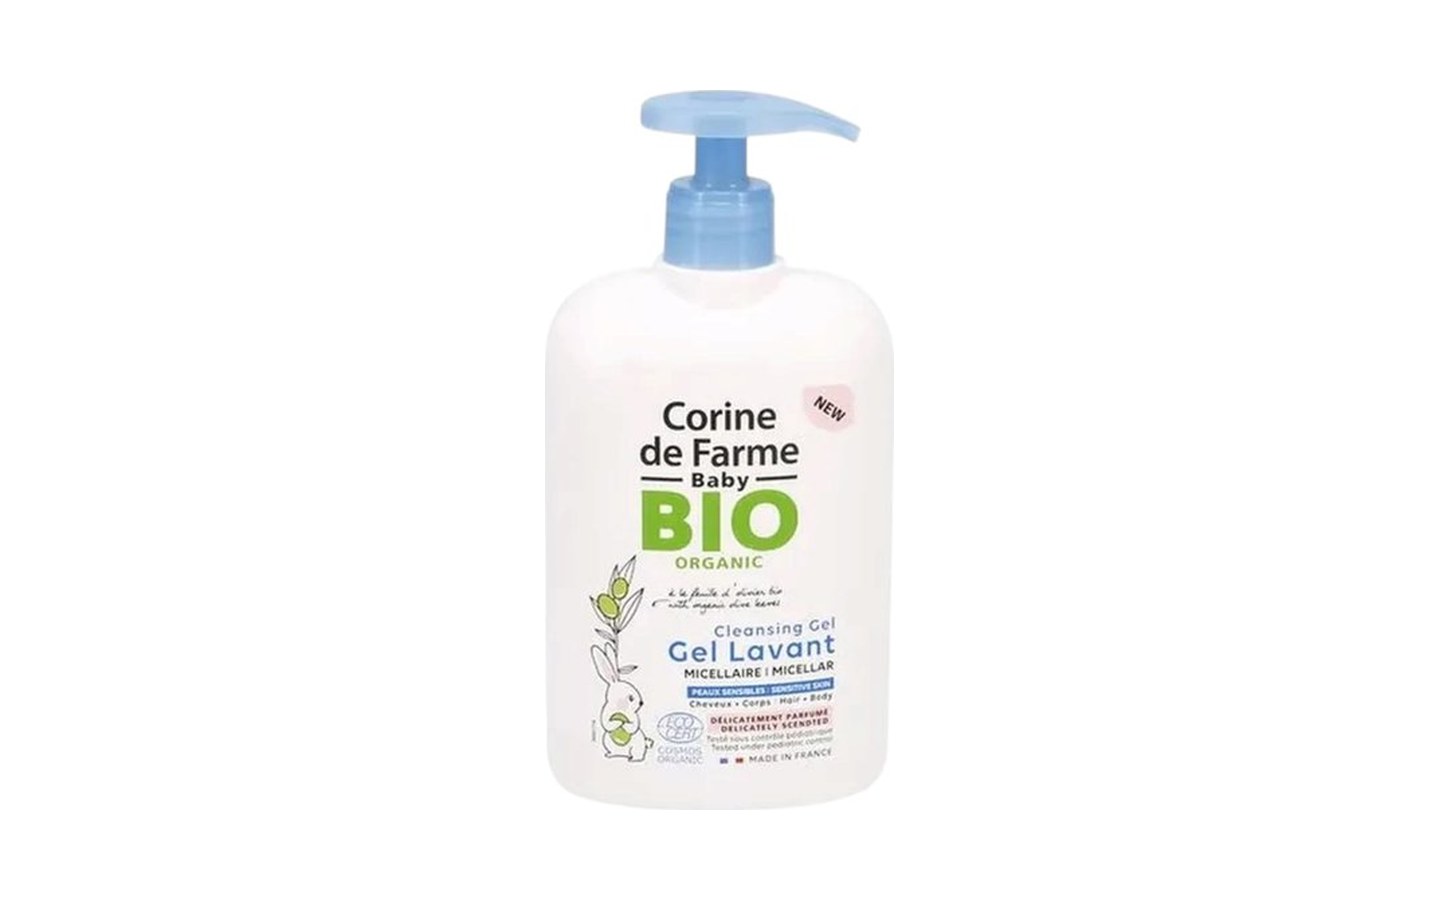 NEW
Corine
de Farme
Baby
BIO
ORGANIC
à la feuille d'olivier bio
with organic olive leaves
Cleansing Gel
Gel Lavant
MICELLAIRE | MICELLAR
PEAUX SENSIBLES | SENSITIVE SKIN
Cheveux • Corps | Hair • Body
DÉLICATEMENT PARFUMÉ
DELICATELY SCENDTED
Testé sous contrôle pédiatrique
Tested under pediatric control
MADE IN FRANCE
ECO
CERT
COSMOS
ORGANIC